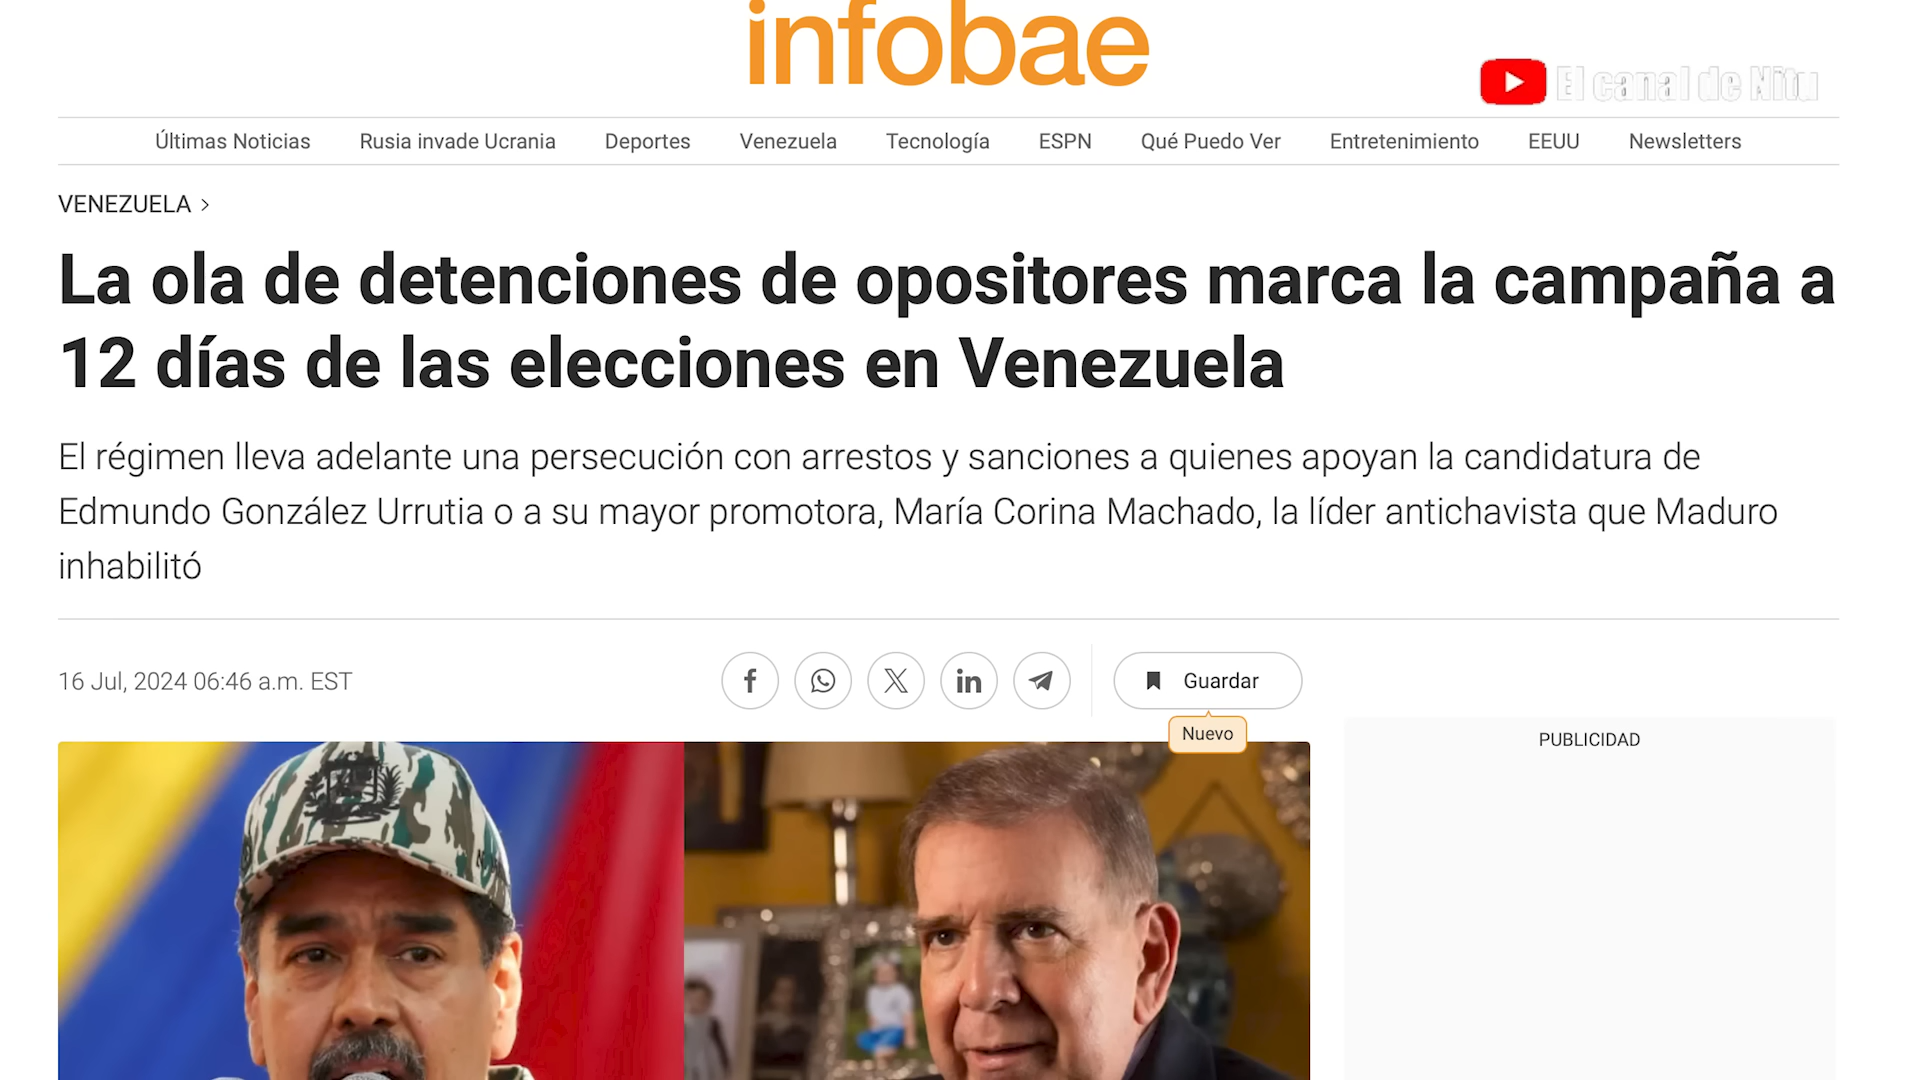 infobae
El canal de Nitu
Últimas Noticias
Rusia invade Ucrania
Deportes
Venezuela
Tecnología
ESPN
Qué Puedo Ver
Entretenimiento
EEUU
Newsletters
VENEZUELA >
La ola de detenciones de opositores marca la campaña a
12 días de las elecciones en Venezuela
El régimen lleva adelante una persecución con arrestos y sanciones a quienes apoyan la candidatura de
Edmundo González Urrutia o a su mayor promotora, María Corina Machado, la líder antichavista que Maduro
inhabilitó
16 Jul, 2024 06:46 a.m. EST
Guardar
Nuevo
PUBLICIDAD